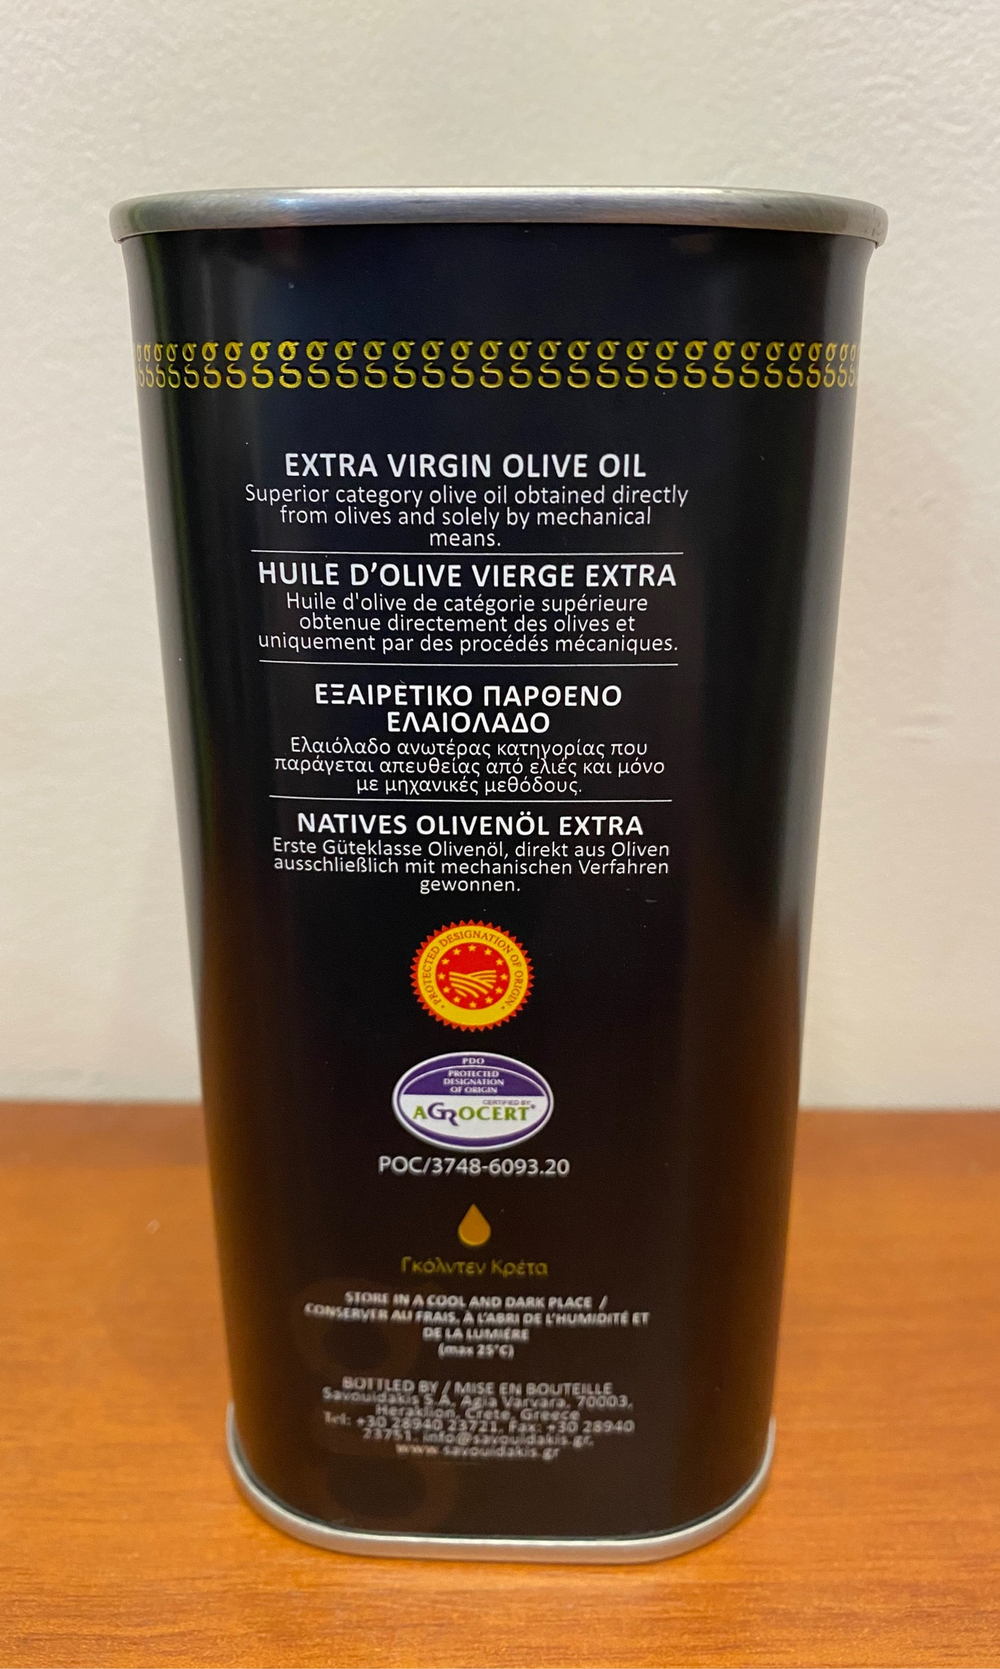 EXTRA VIRGIN OLIVE OIL
Superior category olive oil obtained directly
from olives and solely by mechanical
means.
HUILE D'OLIVE VIERGE EXTRA
Huile d'olive de catégorie supérieure
obtenue directement des olives et
uniquement par des procédés mécaniques.
ΕΞΑΙΡΕΤΙΚΟ ΠΑΡΘΕΝΟ
ΕΛΑΙΟΛΑΔΟ
Ελαιόλαδο ανωτέρας κατηγορίας που
παράγεται απευθείας από ελιές και μόνο
με μηχανικές μεθόδους.
NATIVES OLIVENÖL EXTRA
Erste Güteklasse Olivenöl, direkt aus Oliven
ausschließlich mit mechanischen Verfahren
gewonnen.
PROTECTED DESIGNATION OF ORIGIN
PDO
PROTECTED
DESIGNATION
OF ORIGIN
CERTIFIED BY
AGROCERT®
POC/3748-6093.20
Γκόλντεν Κρέτα
STORE IN A COOL AND DARK PLACE /
CONSERVER AU FRAIS, À L'ABRI DE L'HUMIDITÉ ET
DE LA LUMIÈRE
(max 25°C)
BOTTLED BY / MISE EN BOUTEILLE
Savouidakis S.A, Agia Varvara, 70003,
Heraklion, Crete, Greece
Tel: +30 28940 23721, Fax: +30 28940
23751, info@savouidakis.gr,
www.savouidakis.gr